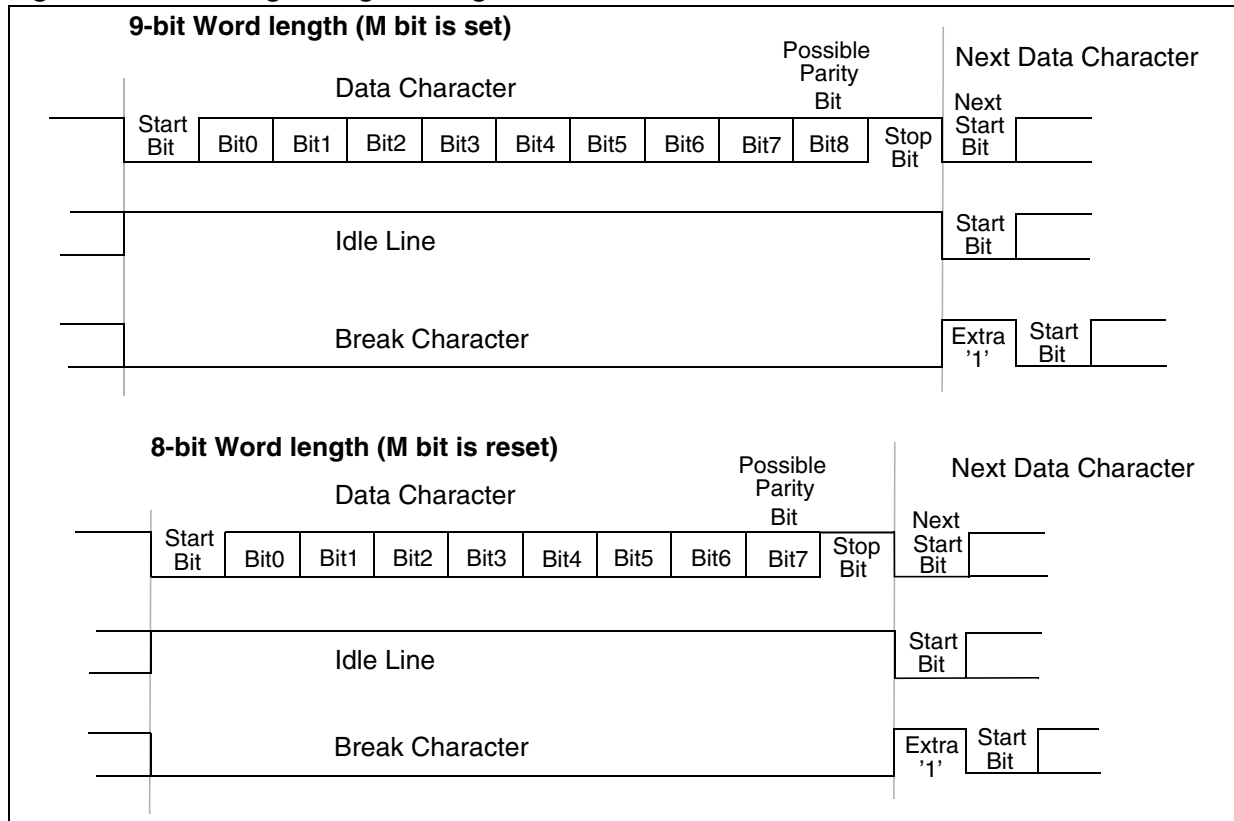 9-bit Word length (M bit is set)
Possible
Parity
Bit
Next Data Character
Data Character
Next
Start
Bit
Start
Bit
Bit0
Bit1
Bit2
Bit3
Bit4
Bit5
Bit6
Bit7
Bit8
Stop
Bit
Idle Line
Start
Bit
Break Character
Extra
'1'
Start
Bit
8-bit Word length (M bit is reset)
Possible
Parity
Bit
Next Data Character
Data Character
Next
Start
Bit
Start
Bit
Bit0
Bit1
Bit2
Bit3
Bit4
Bit5
Bit6
Bit7
Stop
Bit
Idle Line
Start
Bit
Break Character
Extra
'1'
Start
Bit